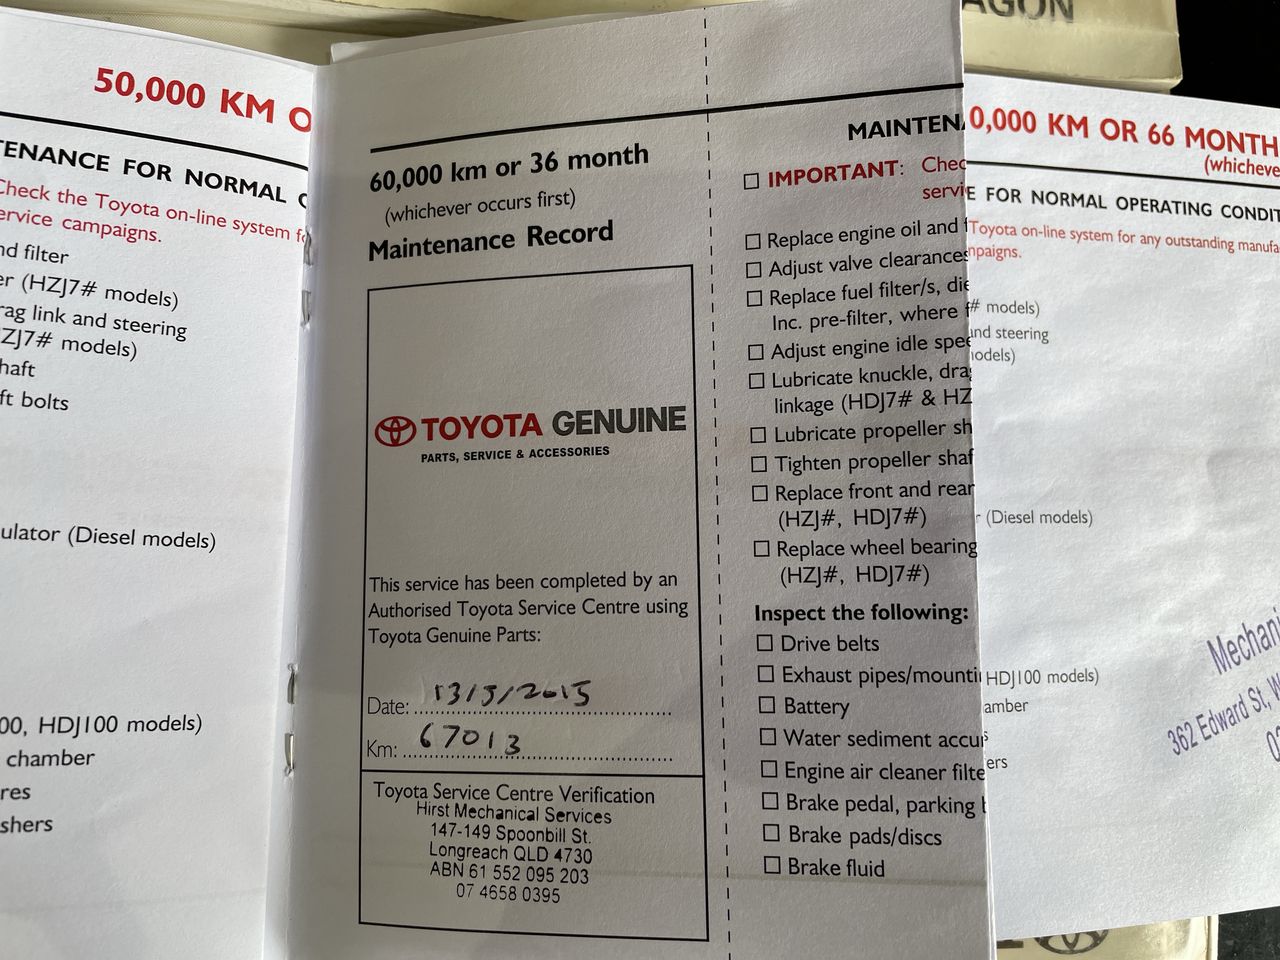 AGON
50,000 KM O
TENANCE FOR NORMAL
Check the Toyota on-line system f
ervice campaigns.
nd filter
er (HZJ7# models)
rag link and steering
ZJ7# models)
haft
ft bolts
ulator (Diesel models)
00, HDJ100 models)
chamber
res
shers
60,000 km or 36 month
(whichever occurs first)
Maintenance Record
TOYOTA GENUINE
PARTS, SERVICE & ACCESSORIES
This service has been completed by an
Authorised Toyota Service Centre using
Toyota Genuine Parts:
Date: 13/5/2015
Km: 67013
Toyota Service Centre Verification
Hirst Mechanical Services
147-149 Spoonbill St.
Longreach QLD 4730
ABN 61 552 095 203
07 4658 0395
MAINTEN
☐ IMPORTANT: Chec
servi
☐ Replace engine oil and f
☐ Adjust valve clearances
☐ Replace fuel filter/s, die
Inc. pre-filter, where f
☐ Adjust engine idle spee
☐ Lubricate knuckle, drag
linkage (HDJ7# & HZ
☐ Lubricate propeller sh
☐ Tighten propeller shaf
☐ Replace front and rear
(HZJ#, HDJ7#)
☐ Replace wheel bearing
(HZJ#, HDJ7#)
Inspect the following:
☐ Drive belts
☐ Exhaust pipes/mounti
☐ Battery
☐ Water sediment accu
☐ Engine air cleaner filte
☐ Brake pedal, parking b
☐ Brake pads/discs
☐ Brake fluid
0,000 KM OR 66 MONTH
(whicheve
E FOR NORMAL OPERATING CONDIT
Toyota on-line system for any outstanding manufa
mpaigns.
# models)
and steering
models)
r (Diesel models)
HDJ100 models)
amber
s
ers
Mechani
362 Edward St, W